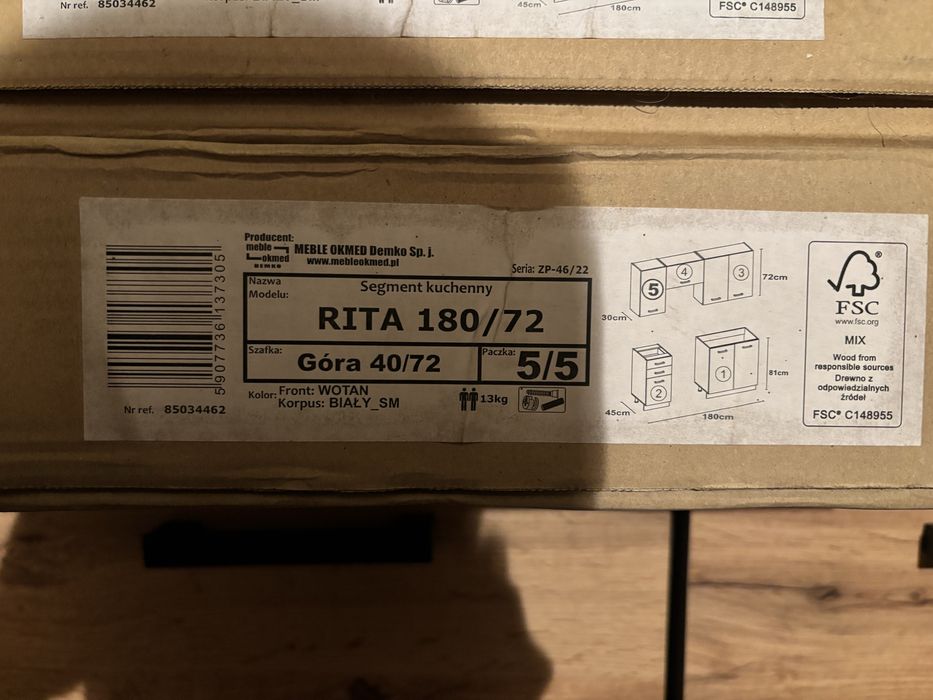 Nr ref. 85034462
45cm
180cm
FSC® C148955
5907736137305
Nr ref. 85034462
Producent:
meble
okmed
DEMKO
MEBLE OKMED Demko Sp. j.
www.mebleokmed.pl
Seria: ZP-46/22
Nazwa
Modelu:
Segment kuchenny
RITA 180/72
Szafka:
Góra 40/72
Paczka:
5/5
Kolor: Front: WOTAN
Korpus: BIAŁY_SM
13kg
5
4
3
72cm
30cm
2
1
81cm
45cm
180cm
FSC®
www.fsc.org
MIX
Wood from
responsible sources
Drewno z
odpowiedzialnych
źródeł
FSC® C148955